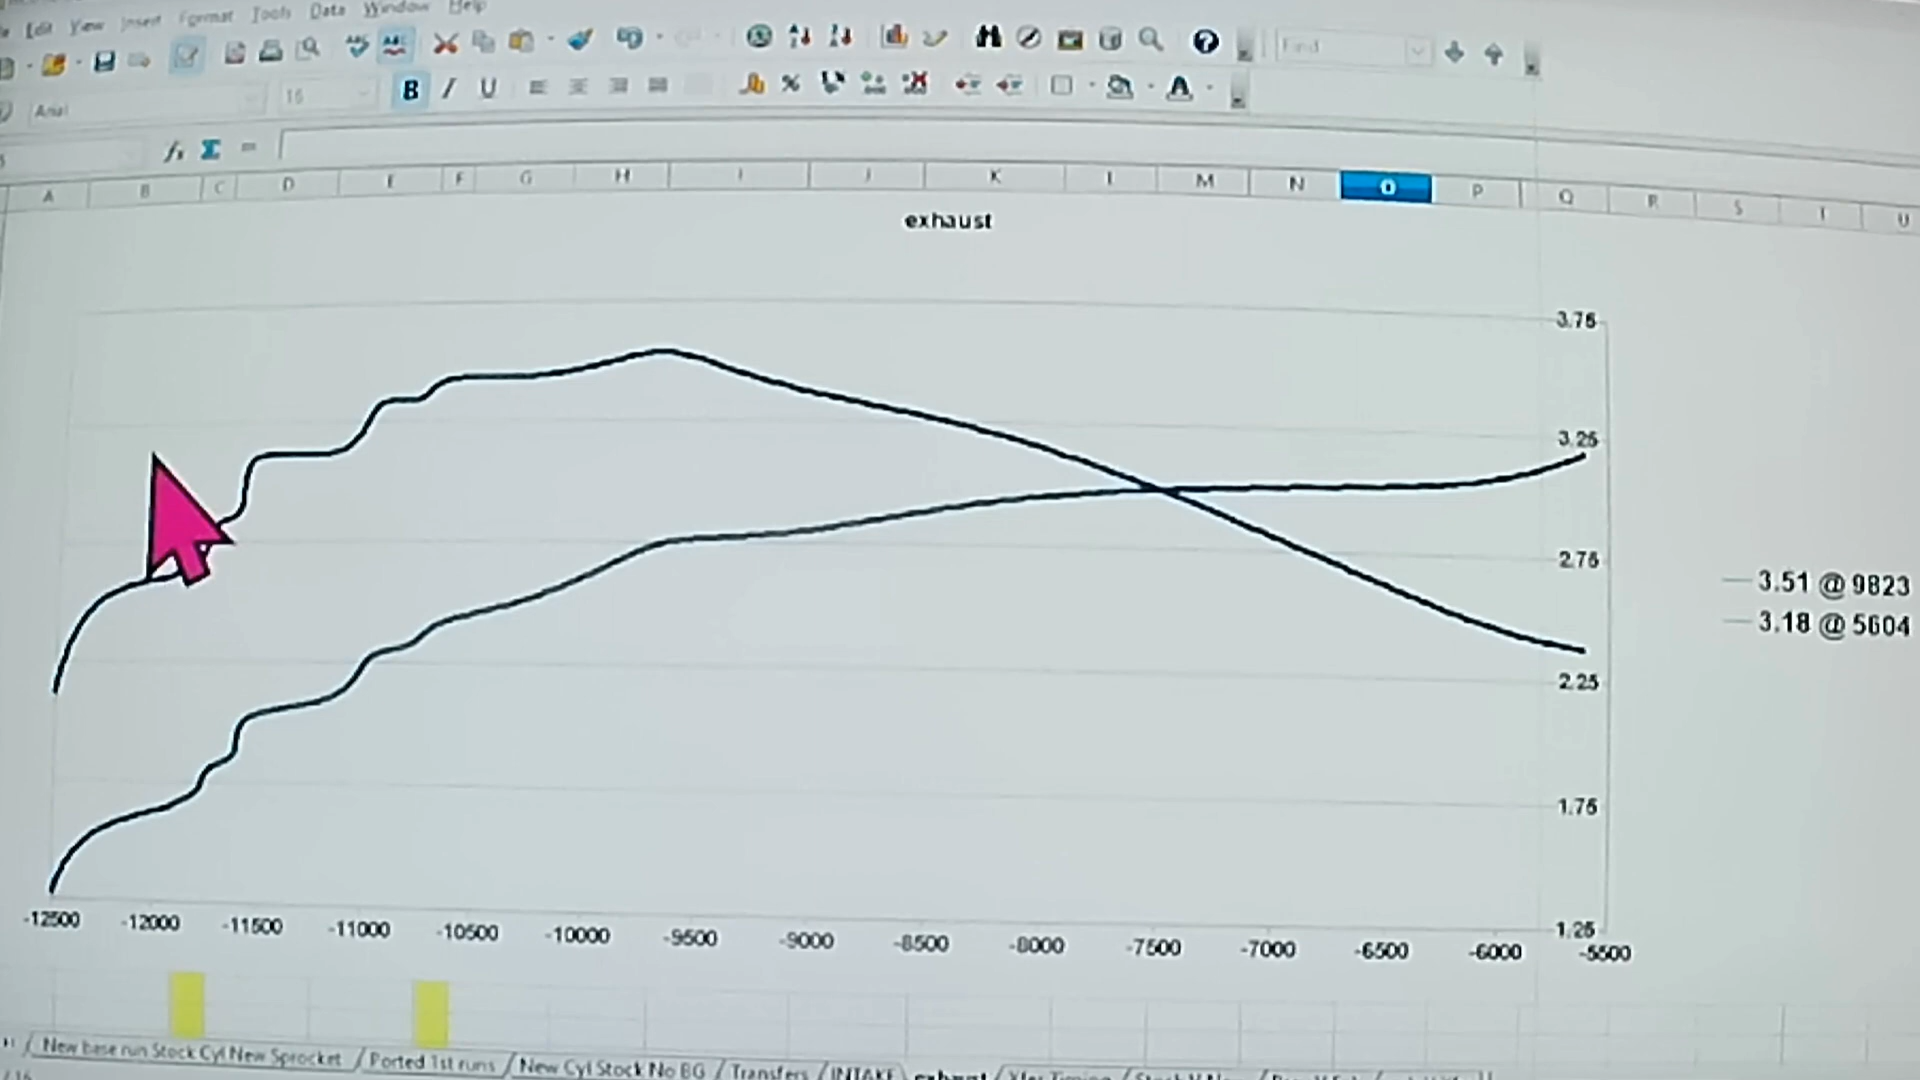 Edit View Insert Format Tools Data Window Help
Arial 16 B I U
Find
A B C D E F G H I J K L M N O P Q R S T U
exhaust
3.75
3.25
2.75
2.25
1.75
1.25
3.51 @ 9823
3.18 @ 5604
-12500 -12000 -11500 -11000 -10500 -10000 -9500 -9000 -8500 -8000 -7500 -7000 -6500 -6000 -5500
New base run Stock Cyl New Sprocket / Ported 1st runs / New Cyl Stock No BG / Transfers / INTAKE exhaust